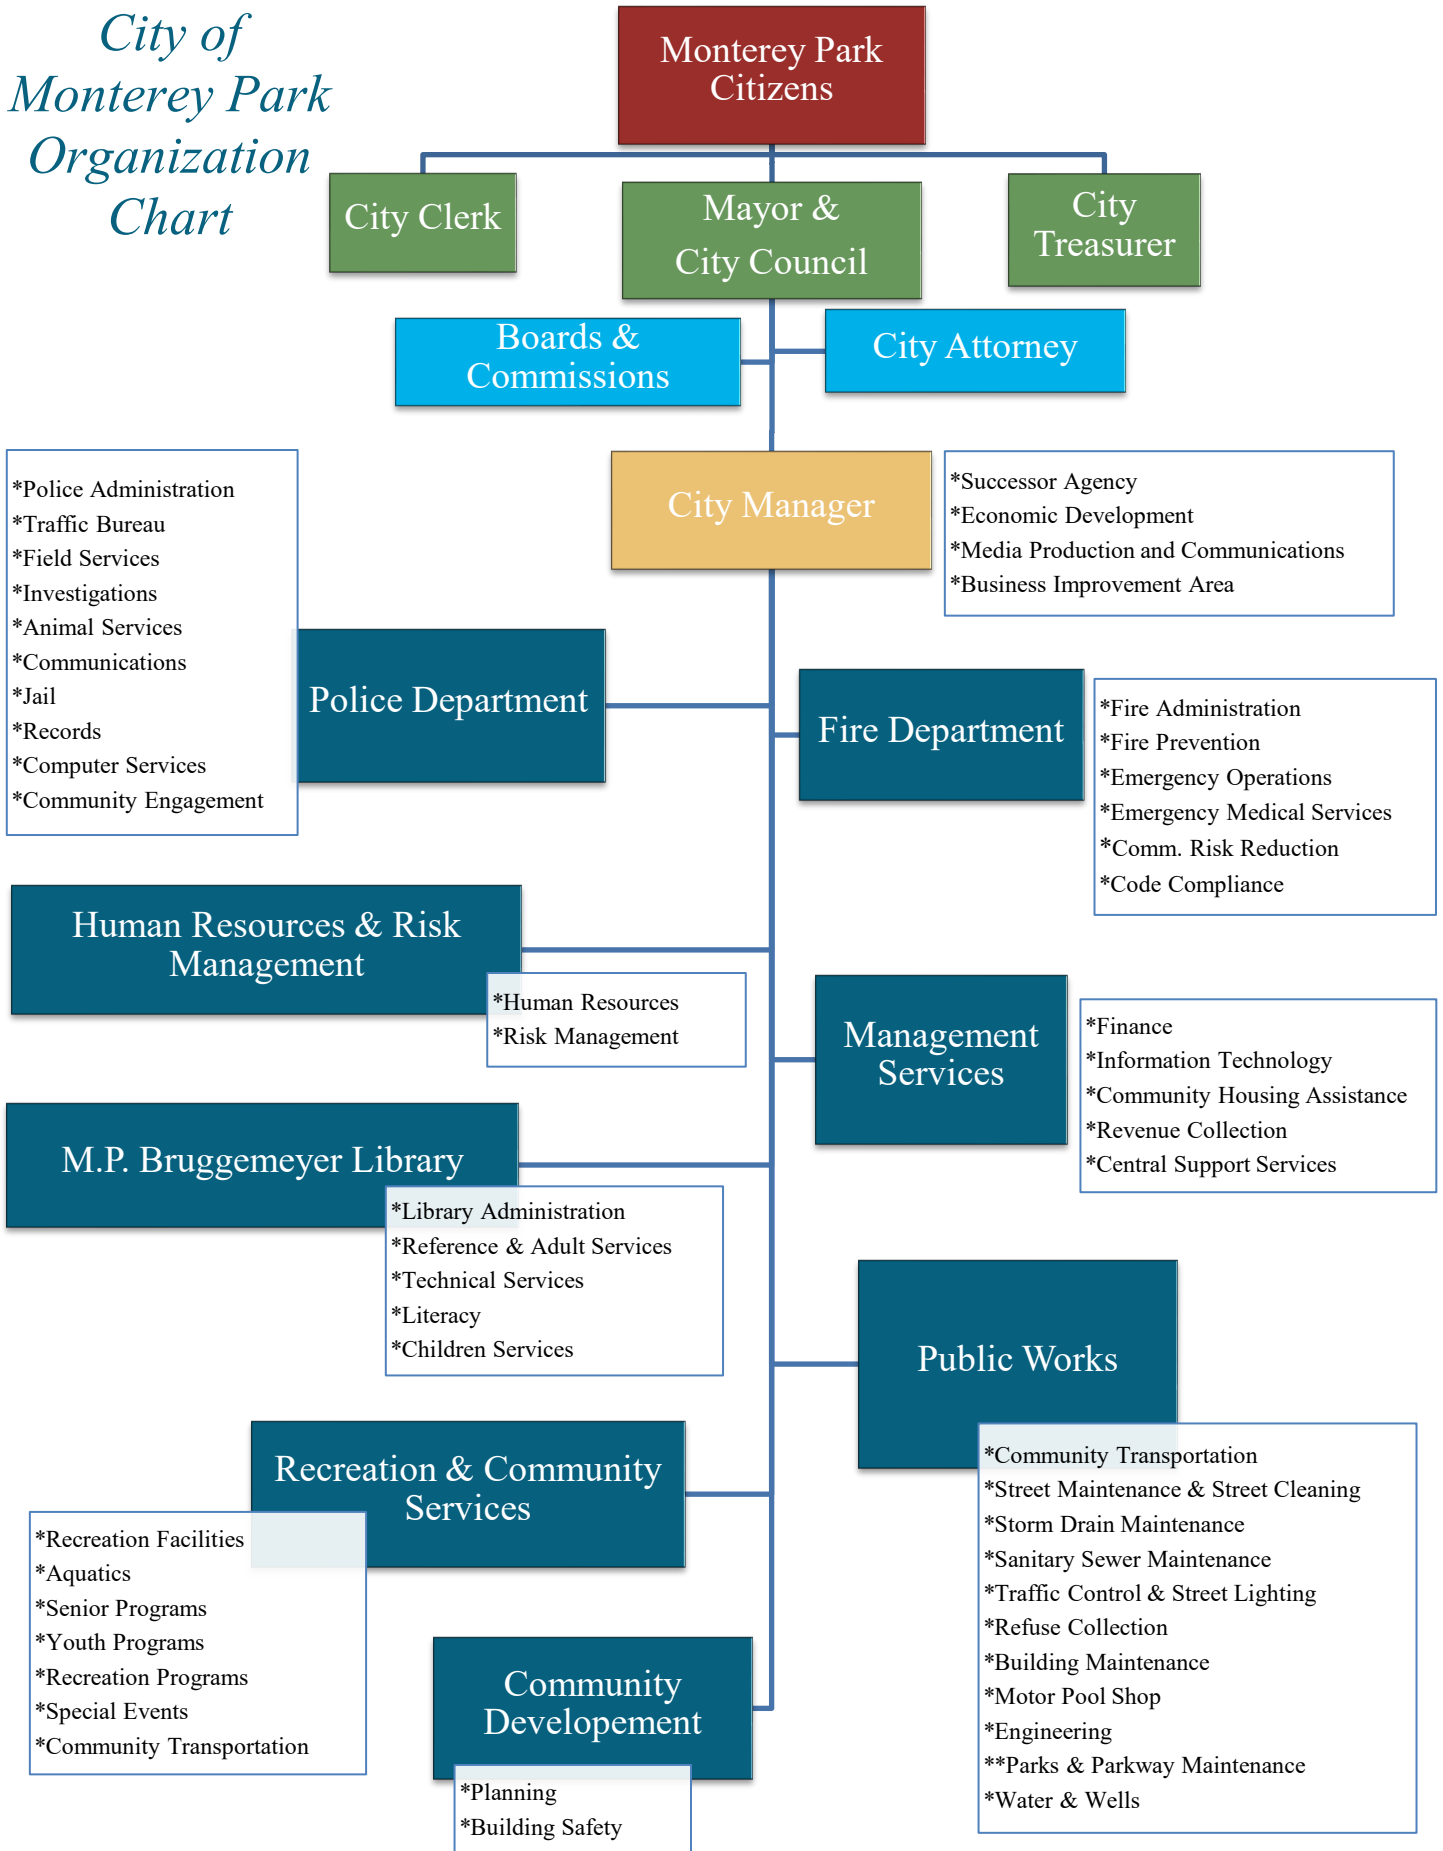 City of
Monterey Park
Organization
Chart
Monterey Park
Citizens
City Clerk
Mayor &
City Council
City
Treasurer
Boards &
Commissions
City Attorney
City Manager
*Successor Agency
*Economic Development
*Media Production and Communications
*Business Improvement Area
*Police Administration
*Traffic Bureau
*Field Services
*Investigations
*Animal Services
*Communications
*Jail
*Records
*Computer Services
*Community Engagement
Police Department
Fire Department
*Fire Administration
*Fire Prevention
*Emergency Operations
*Emergency Medical Services
*Comm. Risk Reduction
*Code Compliance
Human Resources & Risk
Management
*Human Resources
*Risk Management
Management
Services
*Finance
*Information Technology
*Community Housing Assistance
*Revenue Collection
*Central Support Services
M.P. Bruggemeyer Library
*Library Administration
*Reference & Adult Services
*Technical Services
*Literacy
*Children Services
Public Works
*Community Transportation
*Street Maintenance & Street Cleaning
*Storm Drain Maintenance
*Sanitary Sewer Maintenance
*Traffic Control & Street Lighting
*Refuse Collection
*Building Maintenance
*Motor Pool Shop
*Engineering
**Parks & Parkway Maintenance
*Water & Wells
Recreation & Community
Services
*Recreation Facilities
*Aquatics
*Senior Programs
*Youth Programs
*Recreation Programs
*Special Events
*Community Transportation
Community
Developement
*Planning
*Building Safety